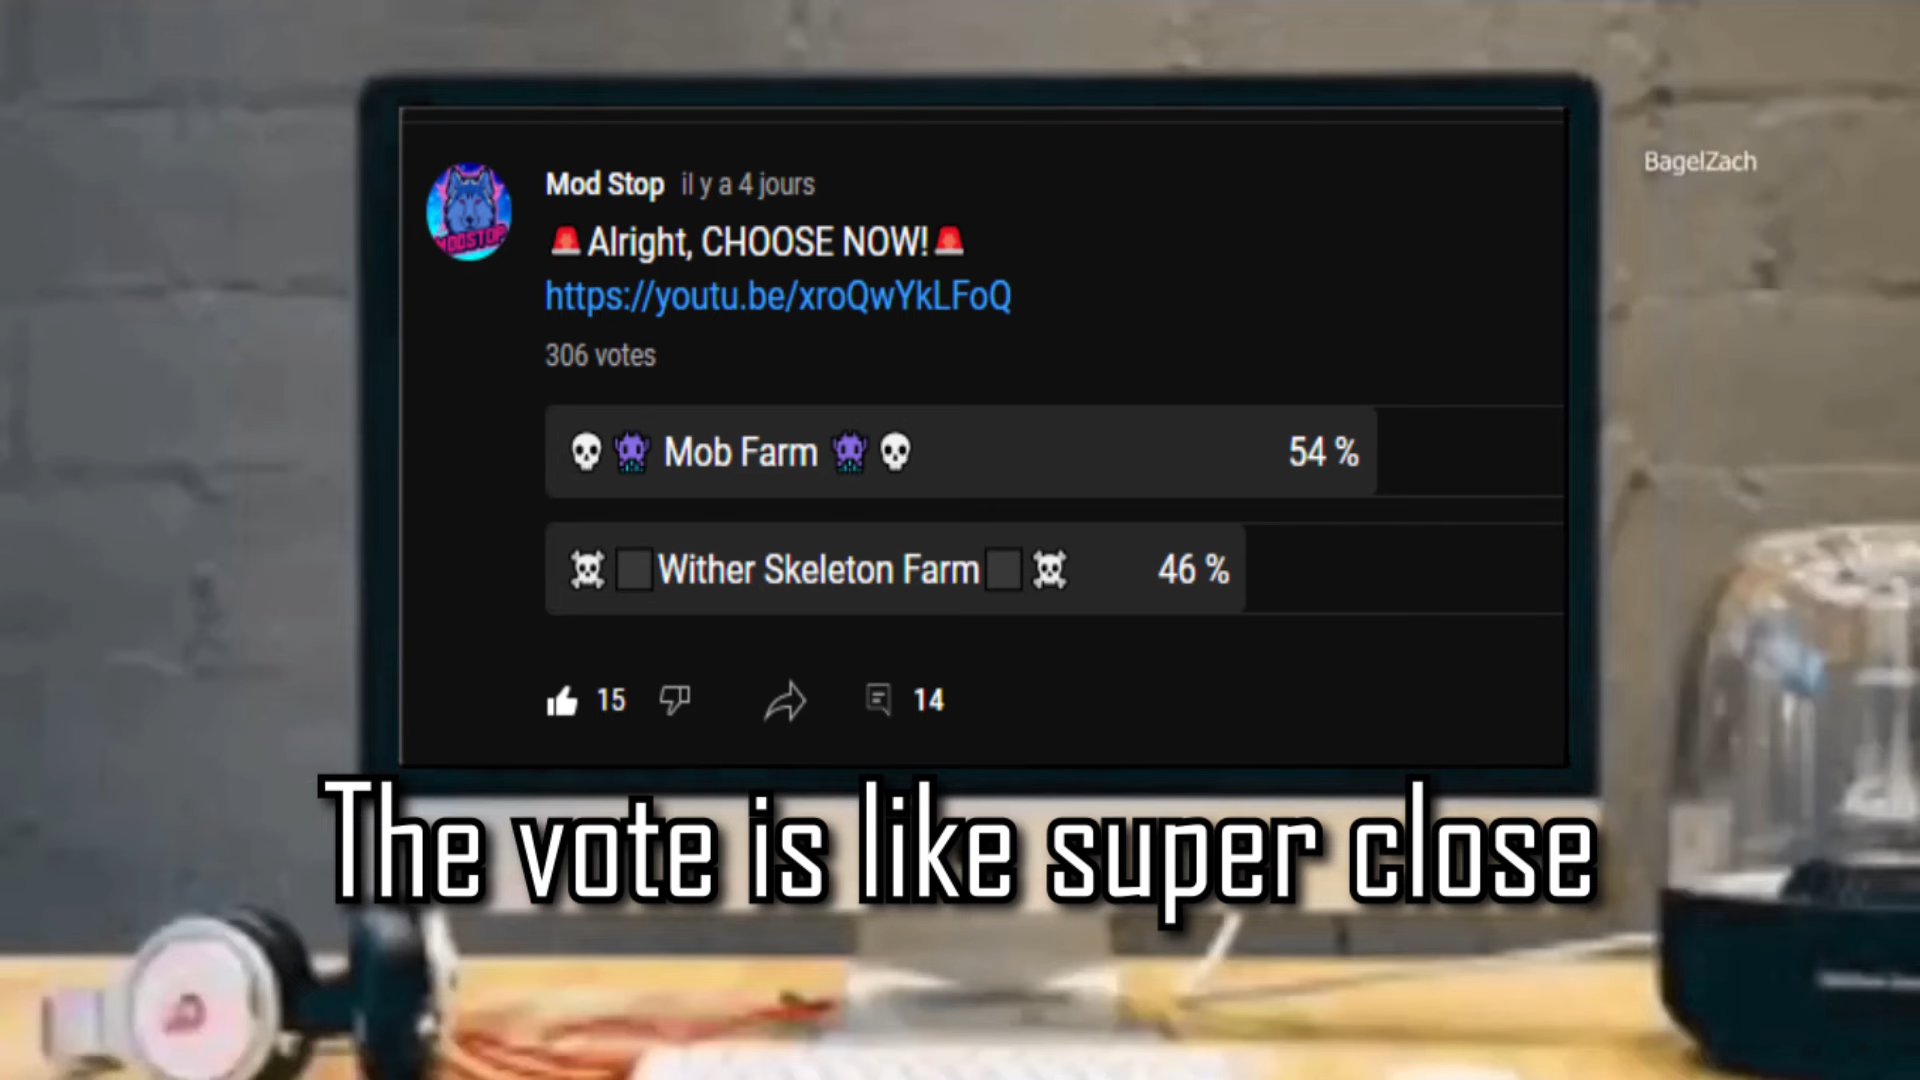 BagelZach
Mod Stop il y a 4 jours
🚨Alright, CHOOSE NOW!🚨
https://youtu.be/xroQwYkLFoQ
306 votes
💀👾 Mob Farm 👾💀 54 %
☠⬛Wither Skeleton Farm⬛☠ 46 %
15 14
The vote is like super close
MODSTOP